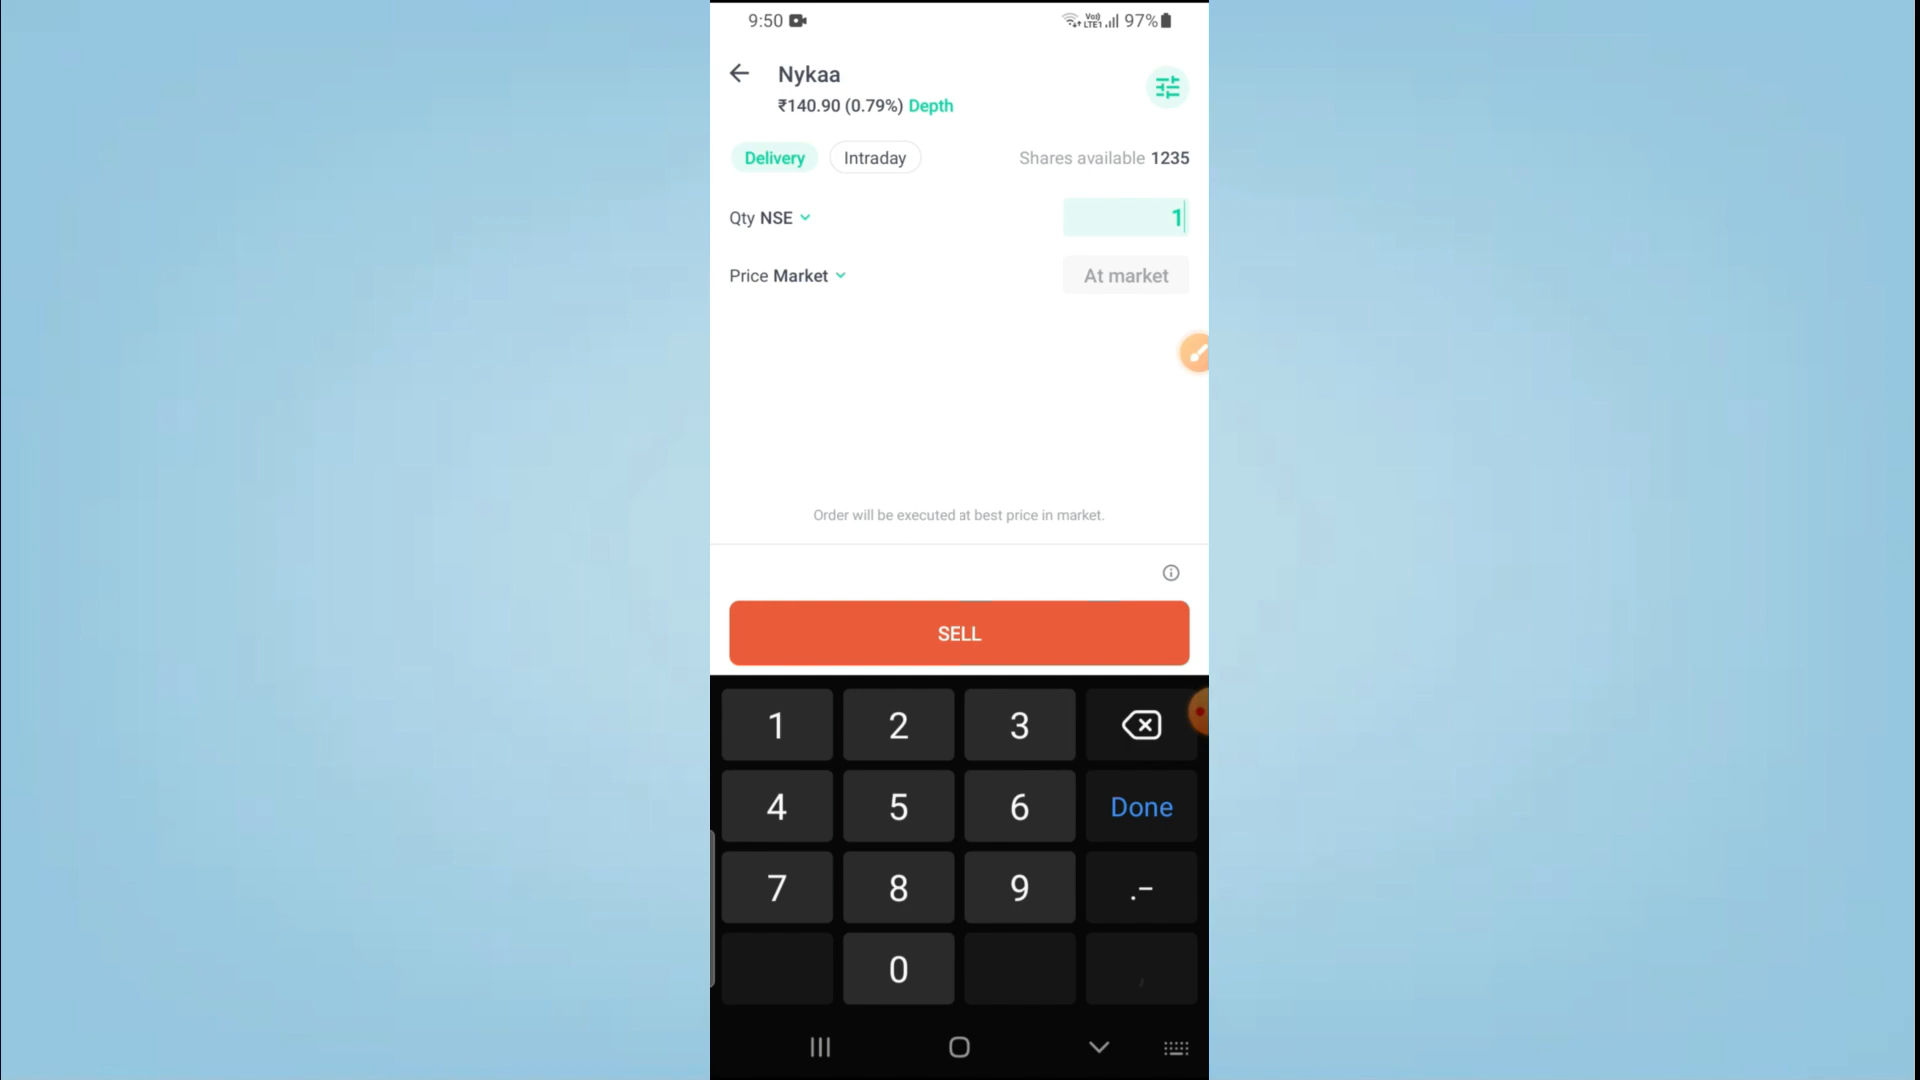 9:50 Vo) LTE1 97%
Nykaa
₹140.90 (0.79%) Depth
Delivery Intraday Shares available 1235
Qty NSE 1
Price Market At market
Order will be executed at best price in market.
SELL
1 2 3
4 5 6 Done
7 8 9 .-
0 ,